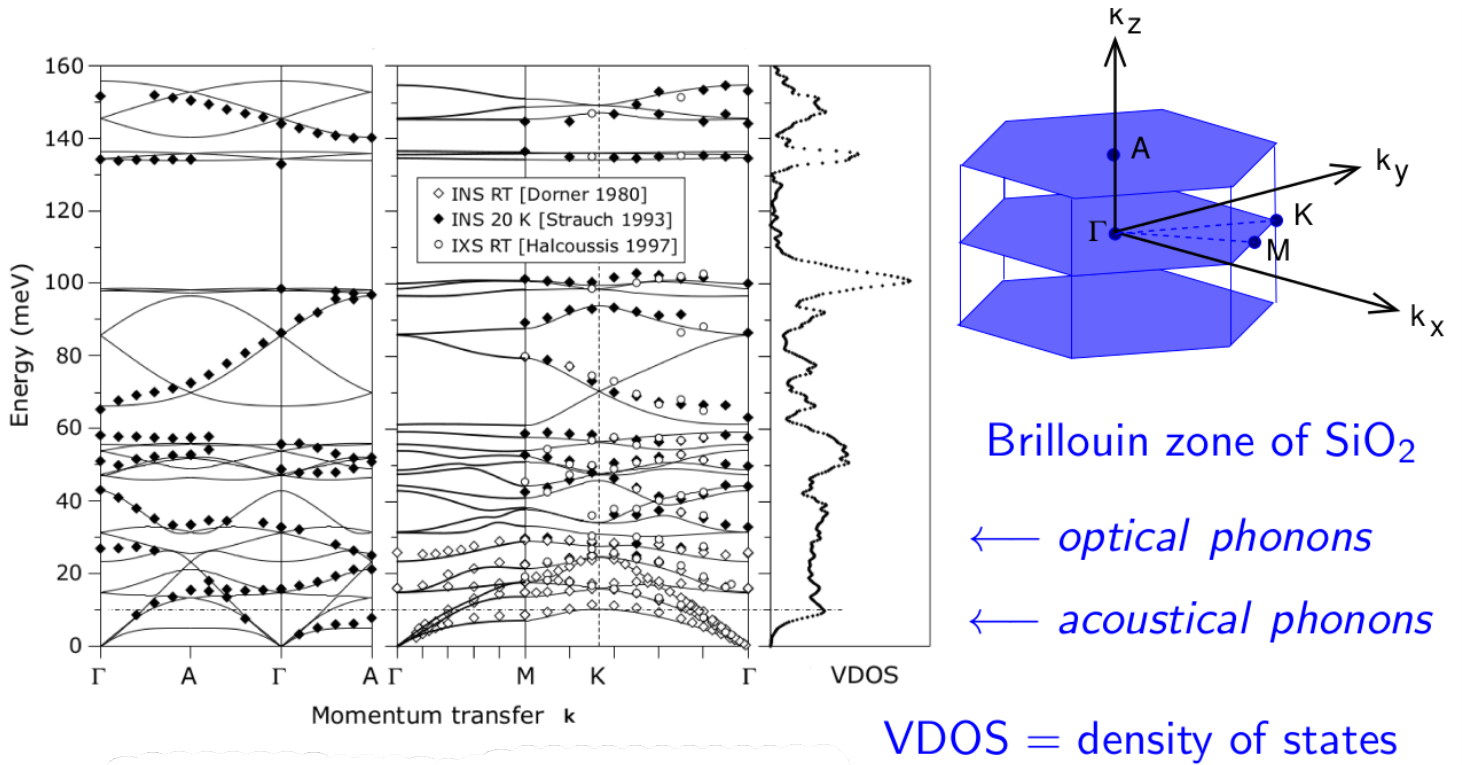 160
140
120
100
80
60
40
20
0
Energy (meV)
Γ
A
Γ
A
Γ
M
K
Γ
VDOS
Momentum transfer k
INS RT [Dorner 1980]
INS 20 K [Strauch 1993]
IXS RT [Halcoussis 1997]
κz
A
ky
Γ
K
M
kx
Brillouin zone of SiO₂
⟵ optical phonons
⟵ acoustical phonons
VDOS = density of states